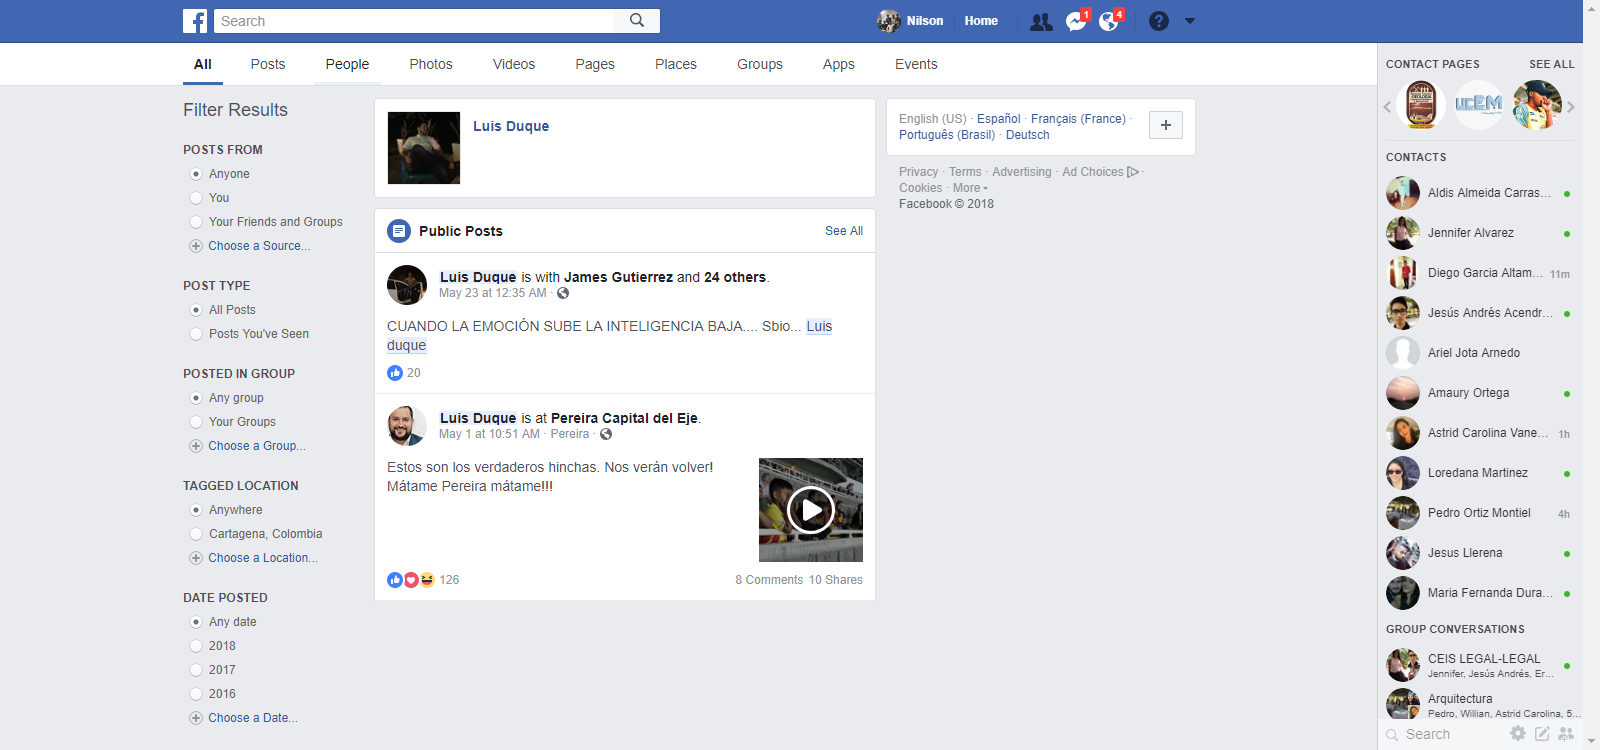 Search
Nilson
Home
1
4
?
All
Posts
People
Photos
Videos
Pages
Places
Groups
Apps
Events
Filter Results
POSTS FROM
Anyone
You
Your Friends and Groups
Choose a Source...
POST TYPE
All Posts
Posts You've Seen
POSTED IN GROUP
Any group
Your Groups
Choose a Group...
TAGGED LOCATION
Anywhere
Cartagena, Colombia
Choose a Location...
DATE POSTED
Any date
2018
2017
2016
Choose a Date...
Luis Duque
Public Posts
See All
Luis Duque is with James Gutierrez and 24 others.
May 23 at 12:35 AM ·
CUANDO LA EMOCIÓN SUBE LA INTELIGENCIA BAJA.... Sbio... Luis
duque
20
Luis Duque is at Pereira Capital del Eje.
May 1 at 10:51 AM · Pereira ·
Estos son los verdaderos hinchas. Nos verán volver!
Mátame Pereira mátame!!!
126
8 Comments 10 Shares
English (US) · Español · Français (France) ·
Português (Brasil) · Deutsch
Privacy · Terms · Advertising · Ad Choices ·
Cookies · More
Facebook © 2018
CONTACT PAGES
SEE ALL
UCEM
CONTACTS
Aldis Almeida Carras...
Jennifer Alvarez
Diego Garcia Altam... 11m
Jesús Andrés Acendr...
Ariel Jota Arnedo
Amaury Ortega
Astrid Carolina Vane... 1h
Loredana Martinez
Pedro Ortiz Montiel 4h
Jesus Llerena
Maria Fernanda Dura...
GROUP CONVERSATIONS
CEIS LEGAL-LEGAL
Jennifer, Jesús Andrés, Er...
Arquitectura
Pedro, Willian, Astrid Carolina, 5...
Search